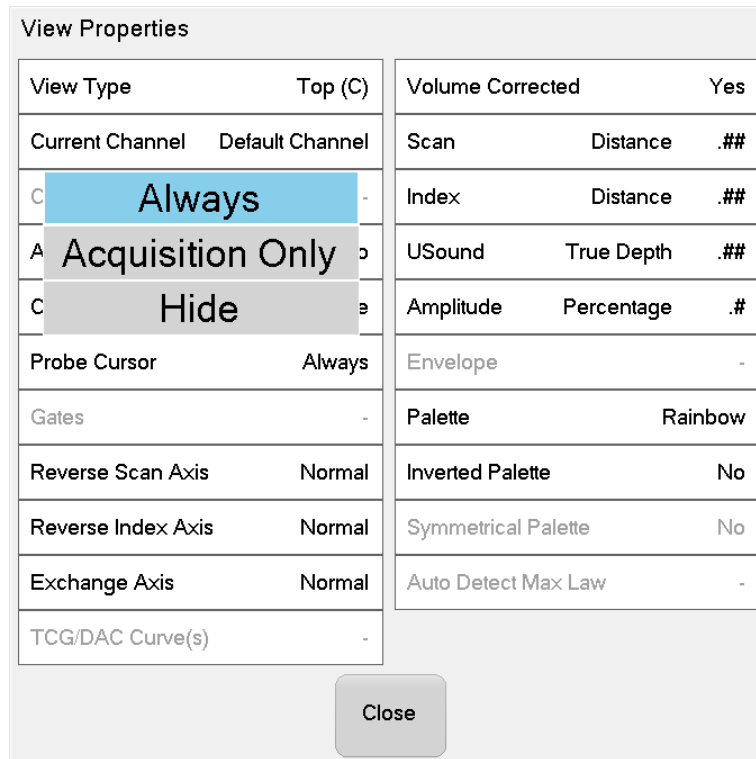 View Properties
View Type Top (C)
Current Channel Default Channel
C Always -
A Acquisition Only o
C Hide e
Probe Cursor Always
Gates -
Reverse Scan Axis Normal
Reverse Index Axis Normal
Exchange Axis Normal
TCG/DAC Curve(s) -
Volume Corrected Yes
Scan Distance .##
Index Distance .##
USound True Depth .##
Amplitude Percentage .#
Envelope -
Palette Rainbow
Inverted Palette No
Symmetrical Palette No
Auto Detect Max Law -
Close